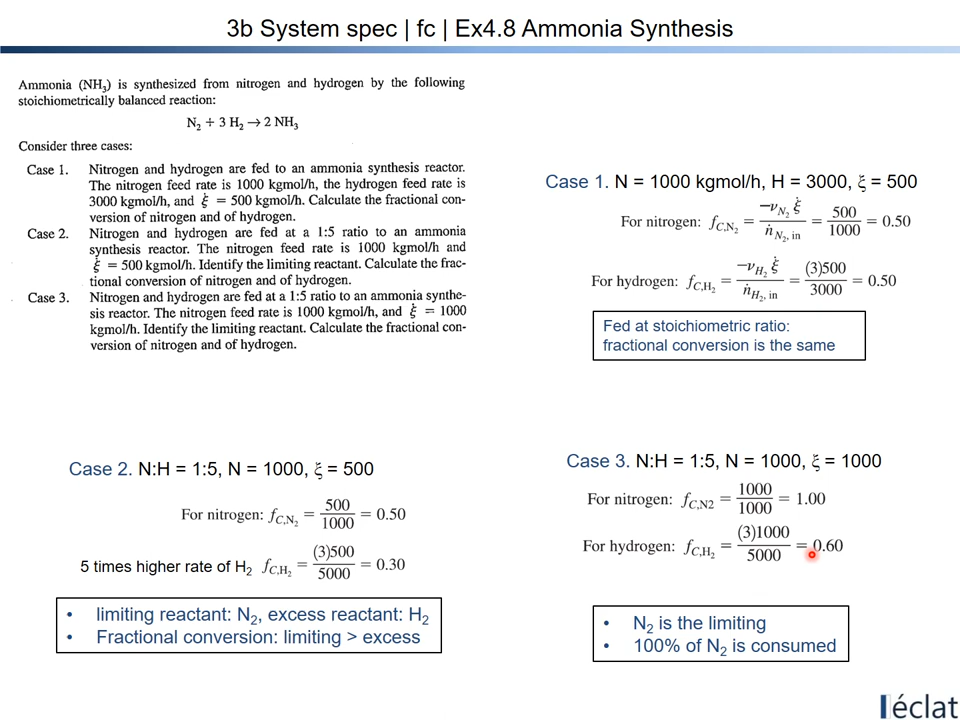 3b System spec | fc | Ex4.8 Ammonia Synthesis
Ammonia (NH₃) is synthesized from nitrogen and hydrogen by the following
stoichiometrically balanced reaction:
N₂ + 3 H₂ → 2 NH₃
Consider three cases:
Case 1. Nitrogen and hydrogen are fed to an ammonia synthesis reactor.
The nitrogen feed rate is 1000 kgmol/h, the hydrogen feed rate is
3000 kgmol/h, and ξ̇ = 500 kgmol/h. Calculate the fractional con-
version of nitrogen and of hydrogen.
Case 2. Nitrogen and hydrogen are fed at a 1:5 ratio to an ammonia
synthesis reactor. The nitrogen feed rate is 1000 kgmol/h and
ξ̇ = 500 kgmol/h. Identify the limiting reactant. Calculate the frac-
tional conversion of nitrogen and of hydrogen.
Case 3. Nitrogen and hydrogen are fed at a 1:5 ratio to an ammonia synthe-
sis reactor. The nitrogen feed rate is 1000 kgmol/h, and ξ̇ = 1000
kgmol/h. Identify the limiting reactant. Calculate the fractional con-
version of nitrogen and of hydrogen.
Case 1. N = 1000 kgmol/h, H = 3000, ξ = 500
For nitrogen: f_C,N₂ = −ν_N₂ ξ̇ / ṅ_N₂, in = 500 / 1000 = 0.50
For hydrogen: f_C,H₂ = −ν_H₂ ξ̇ / ṅ_H₂, in = (3)500 / 3000 = 0.50
Fed at stoichiometric ratio:
fractional conversion is the same
Case 2. N:H = 1:5, N = 1000, ξ = 500
For nitrogen: f_C,N₂ = 500 / 1000 = 0.50
5 times higher rate of H₂ f_C,H₂ = (3)500 / 5000 = 0.30
• limiting reactant: N₂, excess reactant: H₂
• Fractional conversion: limiting > excess
Case 3. N:H = 1:5, N = 1000, ξ = 1000
For nitrogen: f_C,N2 = 1000 / 1000 = 1.00
For hydrogen: f_C,H₂ = (3)1000 / 5000 = 0.60
• N₂ is the limiting
• 100% of N₂ is consumed
léclat